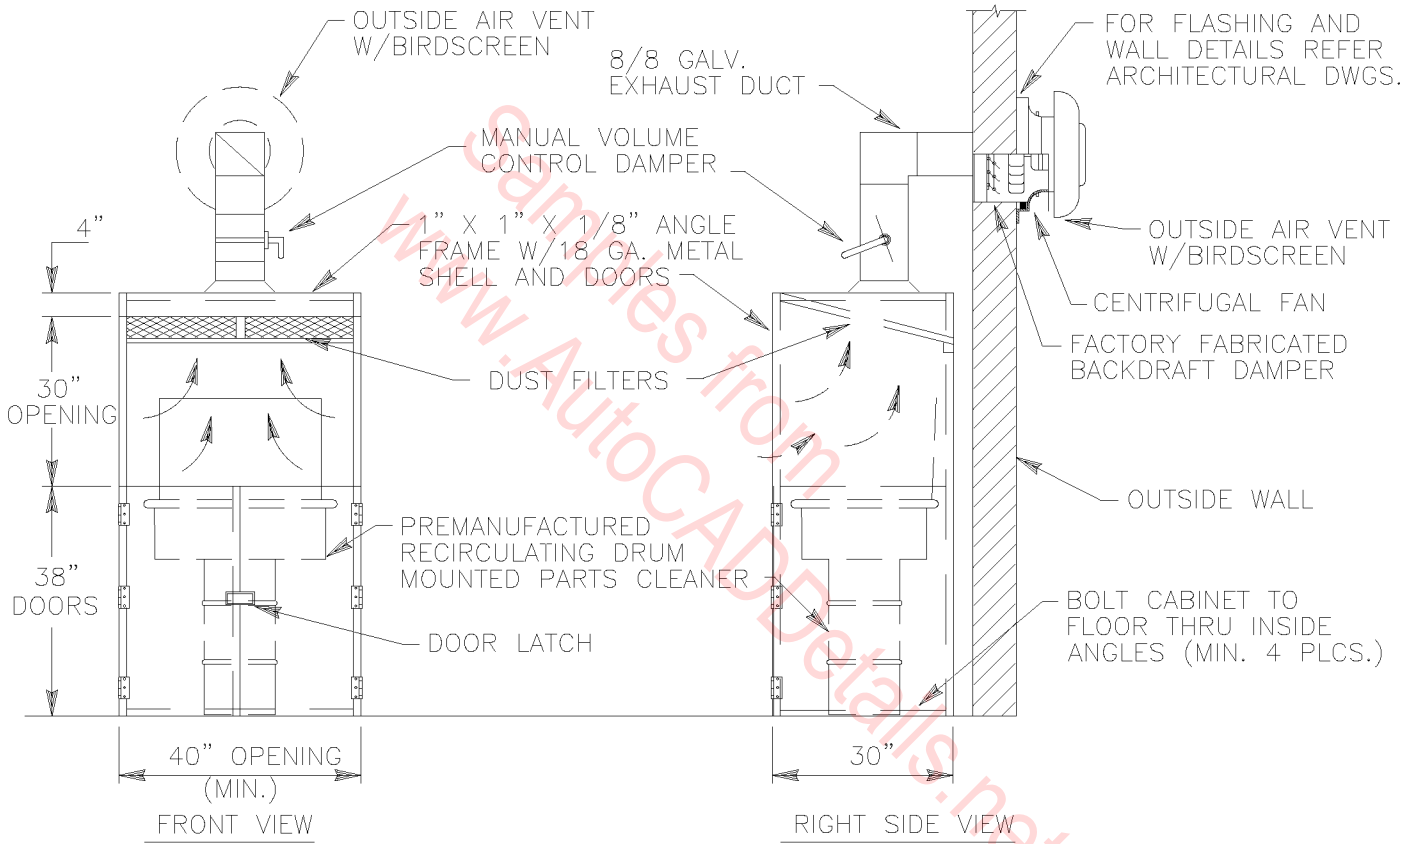 OUTSIDE AIR VENT
W/BIRDSCREEN
8/8 GALV.
EXHAUST DUCT
FOR FLASHING AND
WALL DETAILS REFER
ARCHITECTURAL DWGS.
MANUAL VOLUME
CONTROL DAMPER
4”
1” X 1” X 1/8” ANGLE
FRAME W/18 GA. METAL
SHELL AND DOORS
OUTSIDE AIR VENT
W/BIRDSCREEN
CENTRIFUGAL FAN
FACTORY FABRICATED
BACKDRAFT DAMPER
DUST FILTERS
30”
OPENING
OUTSIDE WALL
PREMANUFACTURED
RECIRCULATING DRUM
MOUNTED PARTS CLEANER
38”
DOORS
DOOR LATCH
BOLT CABINET TO
FLOOR THRU INSIDE
ANGLES (MIN. 4 PLCS.)
40” OPENING
(MIN.)
30”
FRONT VIEW
RIGHT SIDE VIEW
Samples from
www.AutoCADDetails.net